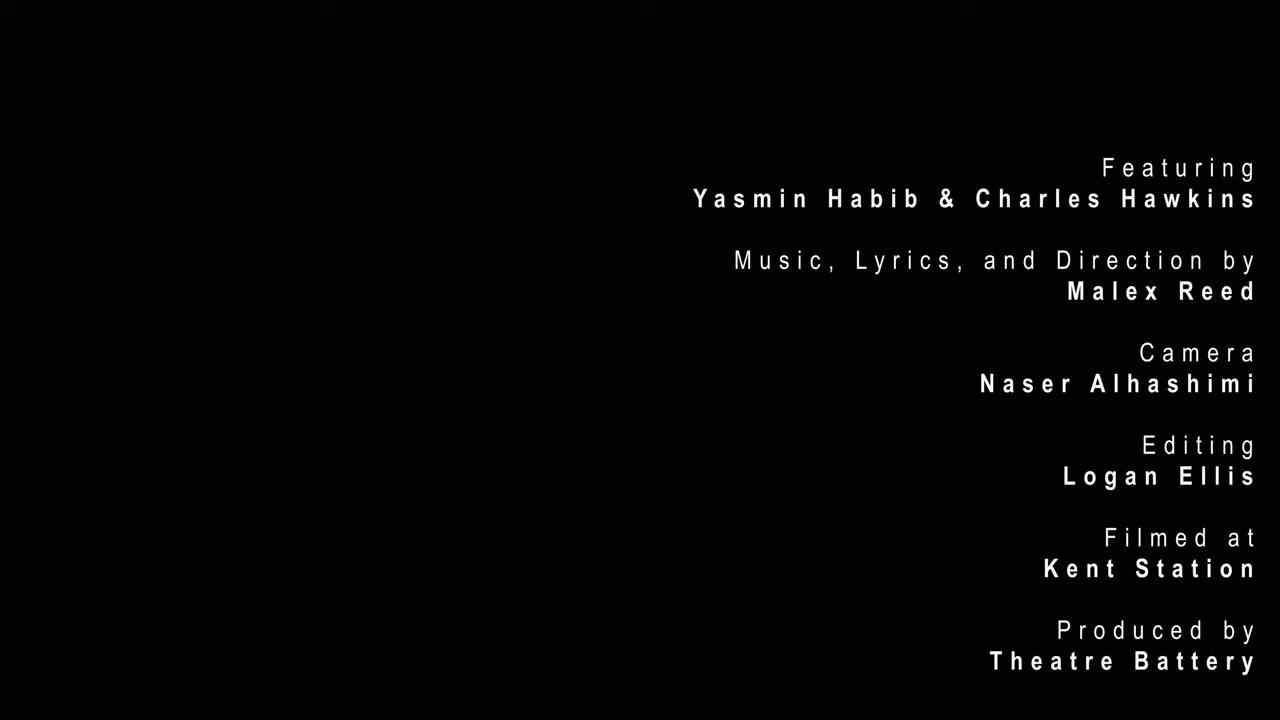 Featuring
Yasmin Habib & Charles Hawkins
Music, Lyrics, and Direction by
Malex Reed
Camera
Naser Alhashimi
Editing
Logan Ellis
Filmed at
Kent Station
Produced by
Theatre Battery